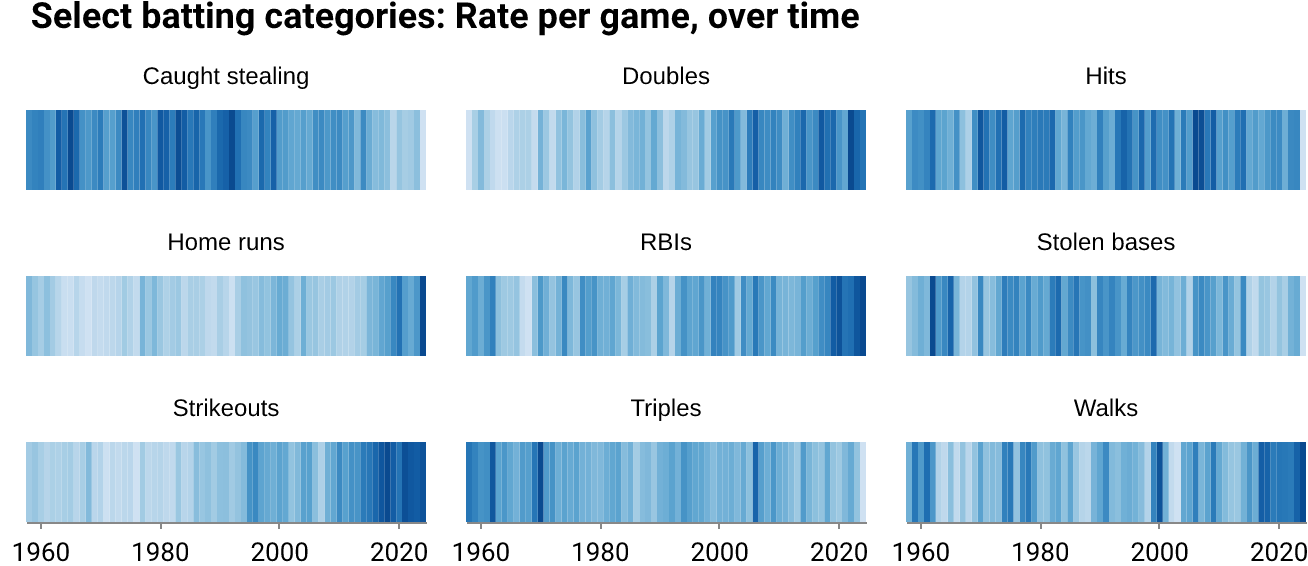 Select batting categories: Rate per game, over time
Caught stealing
Doubles
Hits
Home runs
RBIs
Stolen bases
Strikeouts
Triples
Walks
1960 1980 2000 2020
1960 1980 2000 2020
1960 1980 2000 2020